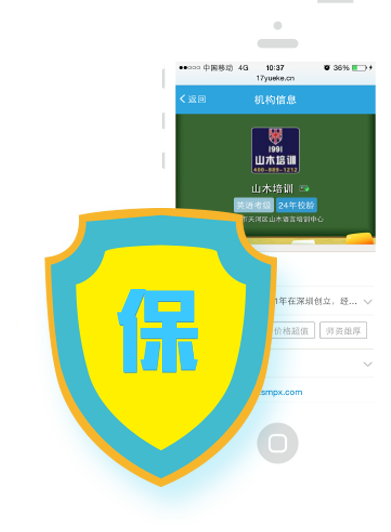 中国移动 4G 10:37 36%
17yueke.cn
返回 机构信息
1991
山木培训
400-889-1212
山木培训
英语考级 24年校龄
市天河区山木语言培训中心
1年在深圳创立，经...
保
价格超值 师资雄厚
smpx.com